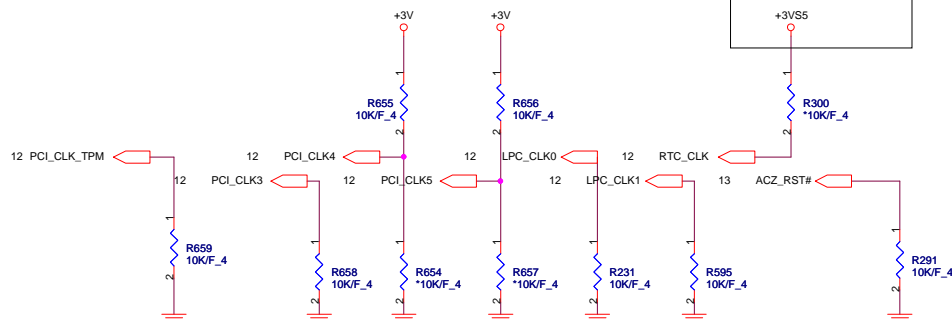 +3V
+3V
+3VS5
1
1
1
R655
10K/F_4
R656
10K/F_4
R300
*10K/F_4
2
2
2
12 PCI_CLK_TPM
12 PCI_CLK4
12 LPC_CLK0
12 RTC_CLK
12 PCI_CLK3
12 PCI_CLK5
12 LPC_CLK1
13 ACZ_RST#
1
1
1
1
1
1
1
R659
10K/F_4
R658
10K/F_4
R654
*10K/F_4
R657
*10K/F_4
R231
10K/F_4
R595
10K/F_4
R291
10K/F_4
2
2
2
2
2
2
2